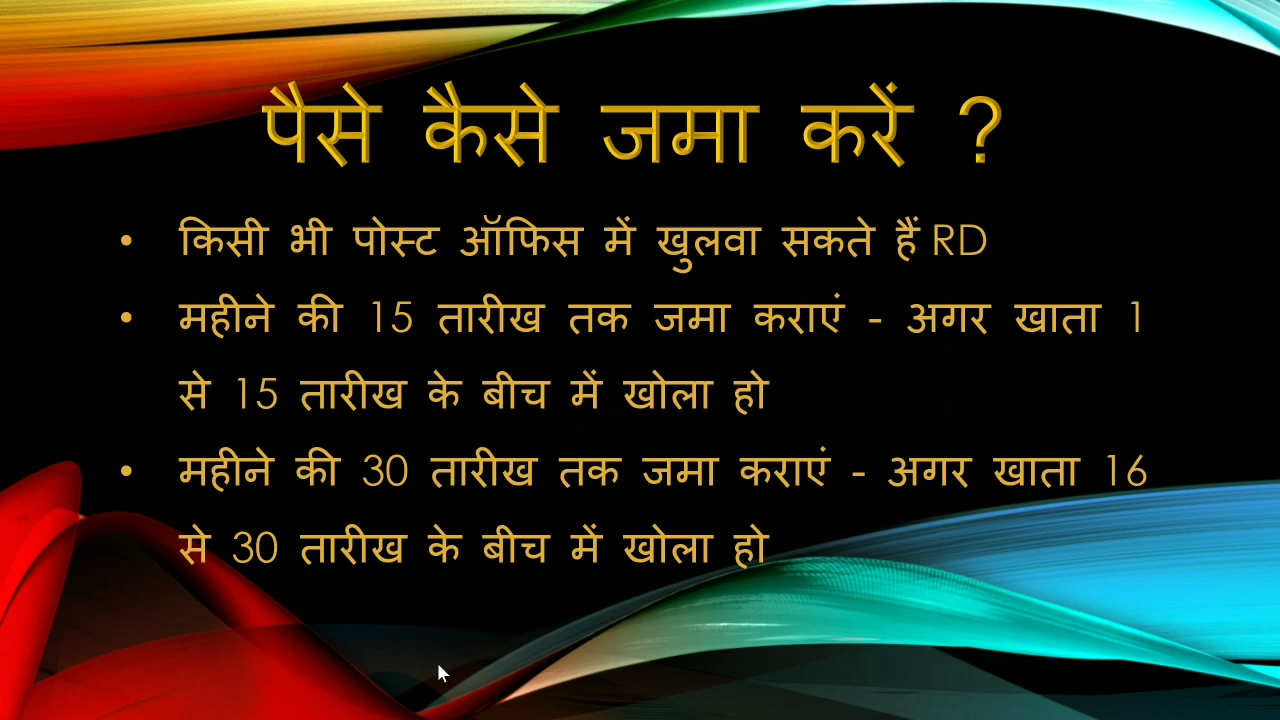 पैसे कैसे जमा करें ?
• किसी भी पोस्ट ऑफिस में खुलवा सकते हैं RD
• महीने की 15 तारीख तक जमा कराएं - अगर खाता 1
से 15 तारीख के बीच में खोला हो
• महीने की 30 तारीख तक जमा कराएं - अगर खाता 16
से 30 तारीख के बीच में खोला हो